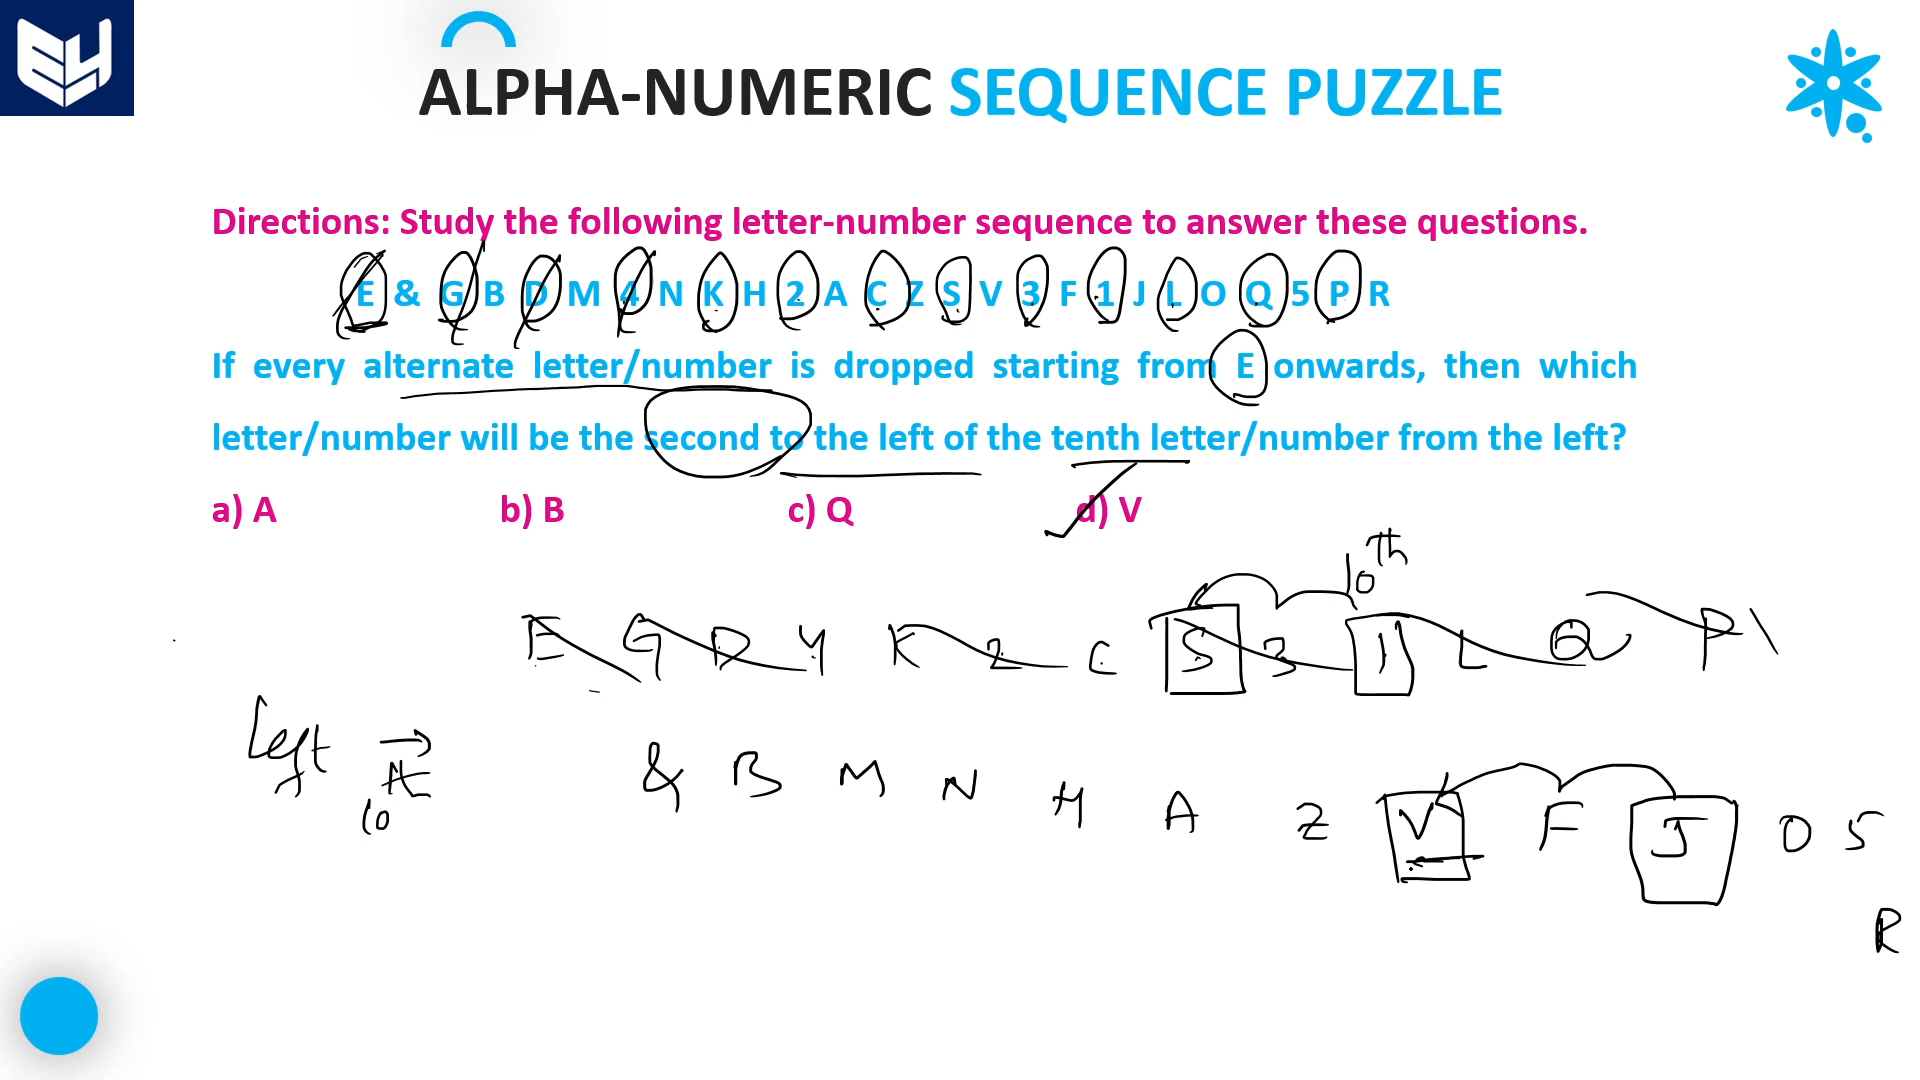 ALPHA-NUMERIC SEQUENCE PUZZLE
Directions: Study the following letter-number sequence to answer these questions.
E & G B D M 4 N K H 2 A C Z S V 3 F 1 J L O Q 5 P R
If every alternate letter/number is dropped starting from E onwards, then which
letter/number will be the second to the left of the tenth letter/number from the left?
a) A b) B c) Q d) V
10th
E G D 4 K 2 C S 3 1 L Q P
Left
& B M N H A Z V F J O 5
10
R